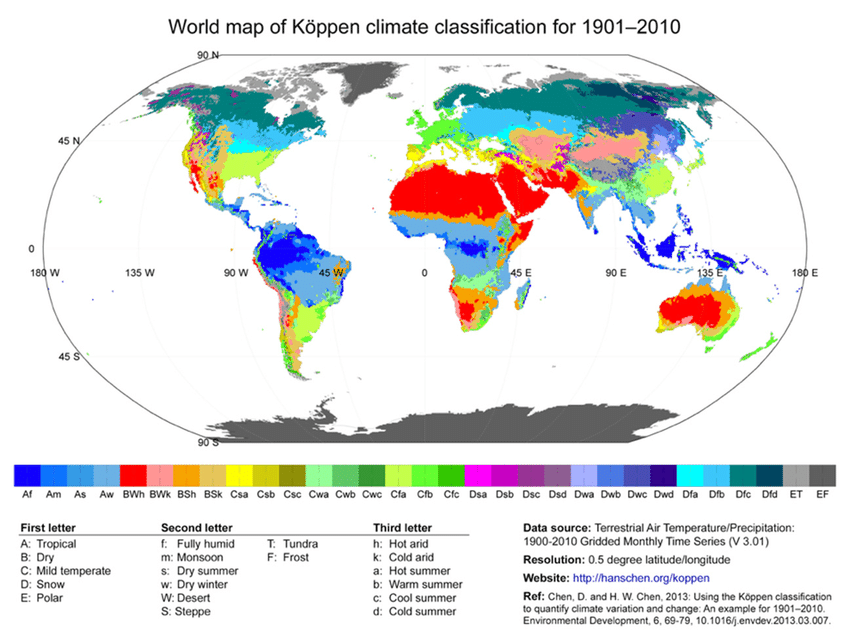 World map of Köppen climate classification for 1901–2010
90 N
45 N
0
180 W 135 W 90 W 45 W 0 45 E 90 E 135 E 180 E
45 S
90 S
Af Am As Aw BWh BWk BSh BSk Csa Csb Csc Cwa Cwb Cwc Cfa Cfb Cfc Dsa Dsb Dsc Dsd Dwa Dwb Dwc Dwd Dfa Dfb Dfc Dfd ET EF
First letter
A: Tropical
B: Dry
C: Mild temperate
D: Snow
E: Polar
Second letter
f: Fully humid
m: Monsoon
s: Dry summer
w: Dry winter
W: Desert
S: Steppe
T: Tundra
F: Frost
Third letter
h: Hot arid
k: Cold arid
a: Hot summer
b: Warm summer
c: Cool summer
d: Cold summer
Data source: Terrestrial Air Temperature/Precipitation:
1900-2010 Gridded Monthly Time Series (V 3.01)
Resolution: 0.5 degree latitude/longitude
Website: http://hanschen.org/koppen
Ref: Chen, D. and H. W. Chen, 2013: Using the Köppen classification
to quantify climate variation and change: An example for 1901–2010.
Environmental Development, 6, 69-79, 10.1016/j.envdev.2013.03.007.